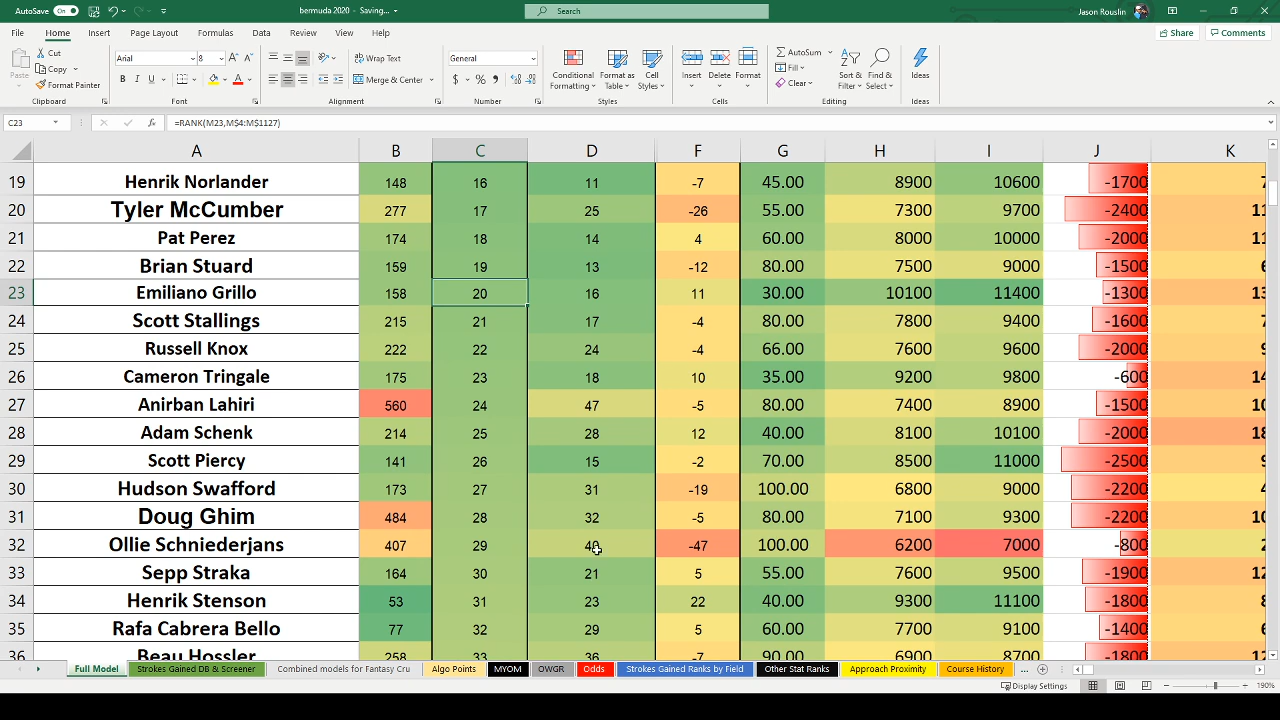 AutoSave On bermuda 2020 - Saving... Search Jason Rouslin
File Home Insert Page Layout Formulas Data Review View Help Share Comments
Paste Cut Copy Format Painter Clipboard
Arial 8 B I U Font
Wrap Text Merge & Center Alignment
General $ % Number
Conditional Formatting Format as Table Cell Styles Styles
Insert Delete Format Cells
AutoSum Fill Clear Sort & Filter Find & Select Editing
Ideas Ideas
C23 fx =RANK(M23,M$4:M$1127)
A B C D F G H I J K
19 Henrik Norlander 148 16 11 -7 45.00 8900 10600 -1700
20 Tyler McCumber 277 17 25 -26 55.00 7300 9700 -2400
21 Pat Perez 174 18 14 4 60.00 8000 10000 -2000
22 Brian Stuard 159 19 13 -12 80.00 7500 9000 -1500
23 Emiliano Grillo 158 20 16 11 30.00 10100 11400 -1300
24 Scott Stallings 215 21 17 -4 80.00 7800 9400 -1600
25 Russell Knox 222 22 24 -4 66.00 7600 9600 -2000
26 Cameron Tringale 175 23 18 10 35.00 9200 9800 -600
27 Anirban Lahiri 560 24 47 -5 80.00 7400 8900 -1500
28 Adam Schenk 214 25 28 12 40.00 8100 10100 -2000
29 Scott Piercy 141 26 15 -2 70.00 8500 11000 -2500
30 Hudson Swafford 173 27 31 -19 100.00 6800 9000 -2200
31 Doug Ghim 484 28 32 -5 80.00 7100 9300 -2200
32 Ollie Schniederjans 407 29 -47 100.00 6200 7000 -800
33 Sepp Straka 164 30 21 5 55.00 7600 9500 -1900
34 Henrik Stenson 53 31 23 22 40.00 9300 11100 -1800
35 Rafa Cabrera Bello 77 32 29 5 60.00 7700 9100 -1400
36 Beau Hossler 258 33 36 -7 90.00 6900 8700 -1800
Full Model Strokes Gained DB & Screener Combined models for Fantasy Cru Algo Points MYOM OWGR Odds Strokes Gained Ranks by Field Other Stat Ranks Approach Proximity Course History ...
Display Settings 190%